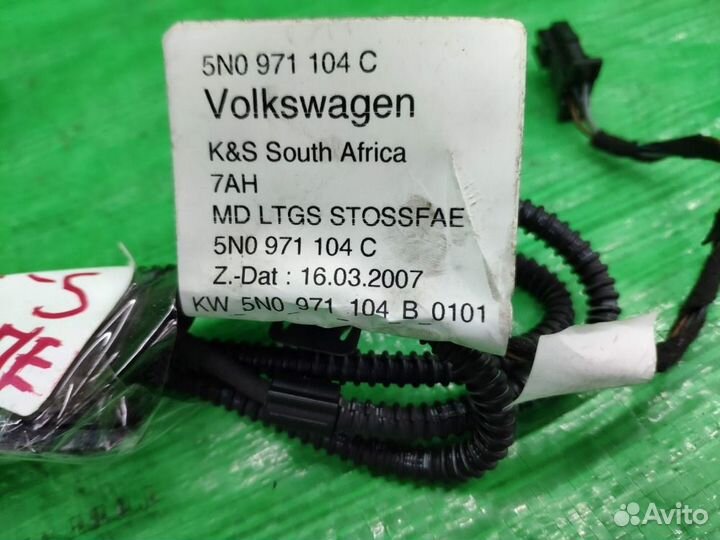 5N0 971 104 C
Volkswagen
K&S South Africa
7AH
MD LTGS STOSSFAE
5N0 971 104 C
Z.-Dat : 16.03.2007
KW_5N0_971_104_B_0101
Avito